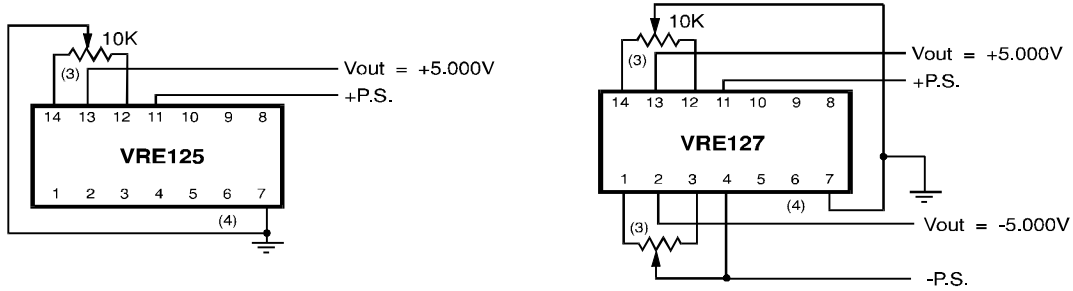 10K
(3)
Vout = +5.000V
+P.S.
14 13 12 11 10 9 8
VRE125
1 2 3 4 5 6 7
(4)
10K
(3)
Vout = +5.000V
+P.S.
14 13 12 11 10 9 8
VRE127
1 2 3 4 5 6 7
(4)
(3)
Vout = -5.000V
-P.S.